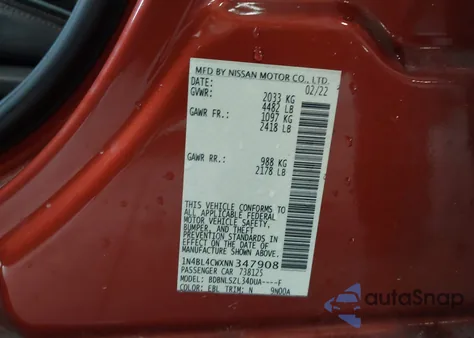 MFD BY NISSAN MOTOR CO., LTD.
DATE: 02/22
GVWR: 2033 KG
4482 LB
GAWR FR.: 1097 KG
2418 LB
GAWR RR.: 988 KG
2178 LB
THIS VEHICLE CONFORMS TO
ALL APPLICABLE FEDERAL
MOTOR VEHICLE SAFETY,
BUMPER, AND THEFT
PREVENTION STANDARDS IN
EFFECT ON THE DATE OF
MANUFACTURE SHOWN ABOVE.
1N4BL4CWXNN347908
PASSENGER CAR 738125
MODEL: BDBNLSZL34DUA----F
COLOR: EBL TRIM: N 9N00A
autoSnap